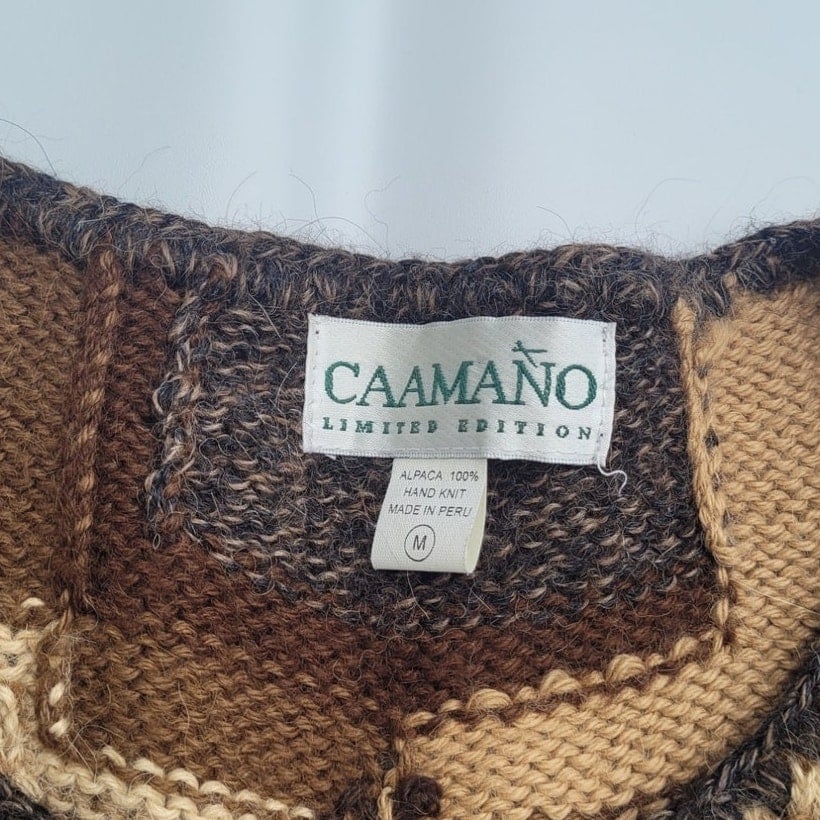 CAAMAÑO
LIMITED EDITION
ALPACA 100%
HAND KNIT
MADE IN PERU
M